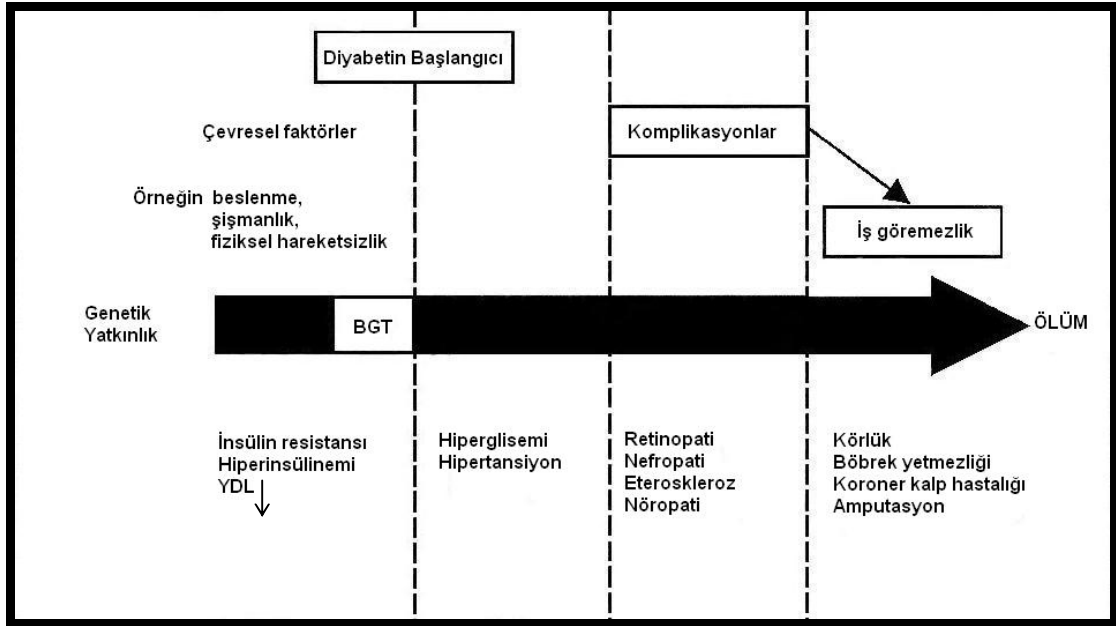 Diyabetin Başlangıcı
Çevresel faktörler
Komplikasyonlar
Örneğin beslenme,
şişmanlık,
fiziksel hareketsizlik
İş göremezlik
Genetik
Yatkınlık
BGT
ÖLÜM
İnsülin resistansı
Hiperinsülinemi
YDL
Hiperglisemi
Hipertansiyon
Retinopati
Nefropati
Eteroskleroz
Nöropati
Körlük
Böbrek yetmezliği
Koroner kalp hastalığı
Amputasyon